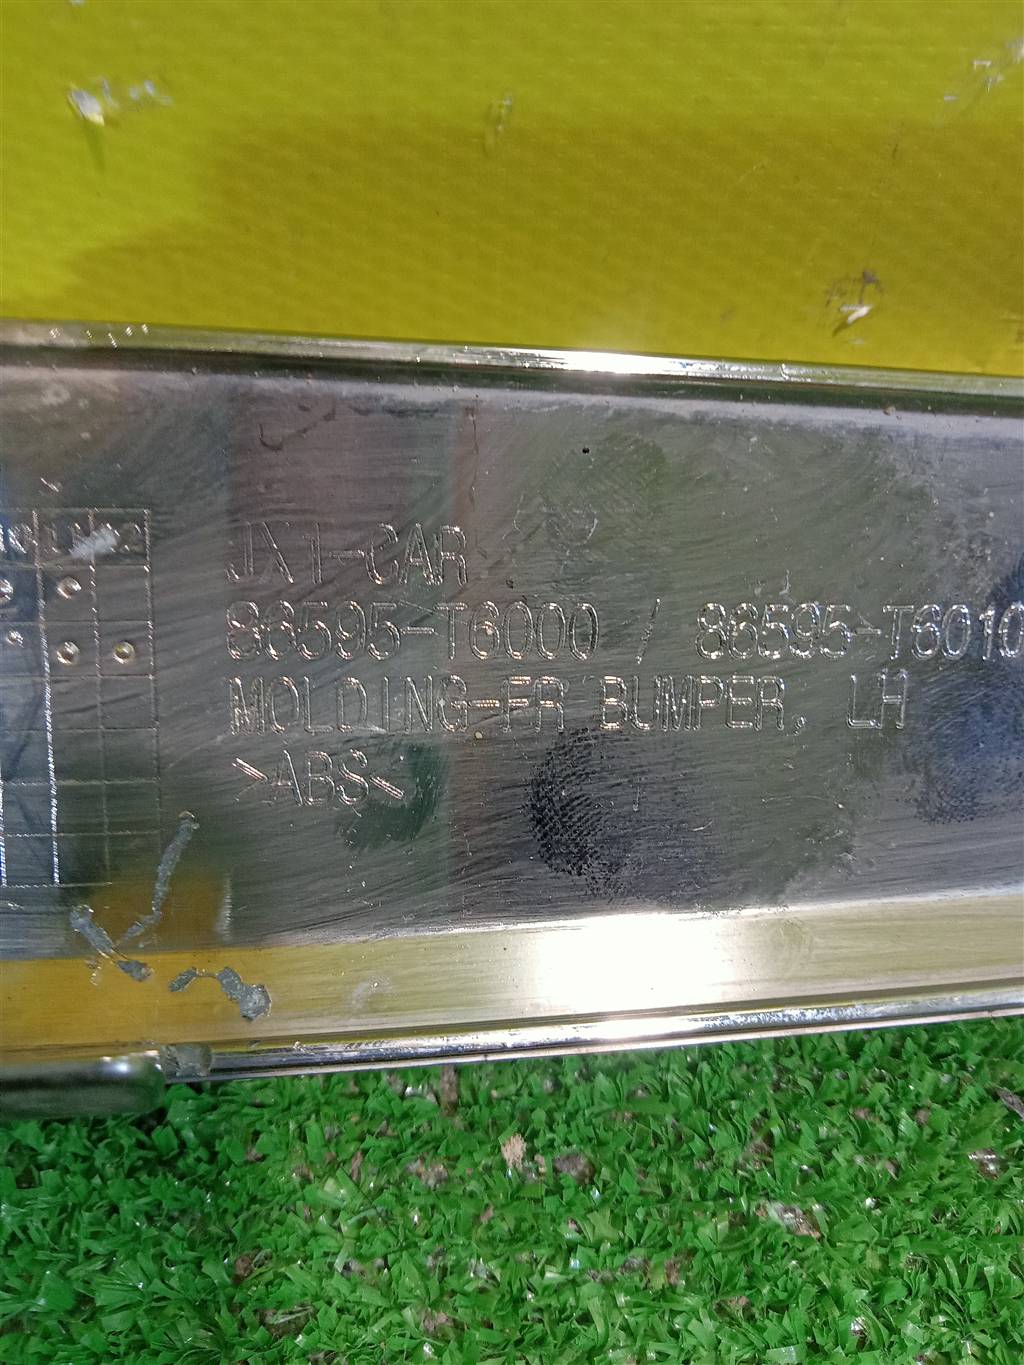 JX1-CAR
86595-T6000 / 86595-T6010
MOLDING-FR BUMPER, LH
>ABS<